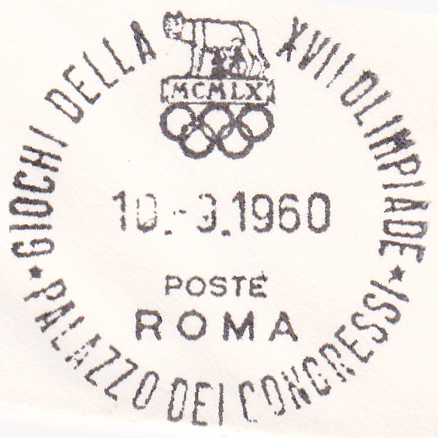 GIOCHI DELLA XVII OLIMPIADE
MCMLX
10.-9.1960
POSTE
ROMA
★ PALAZZO DEI CONGRESSI ★